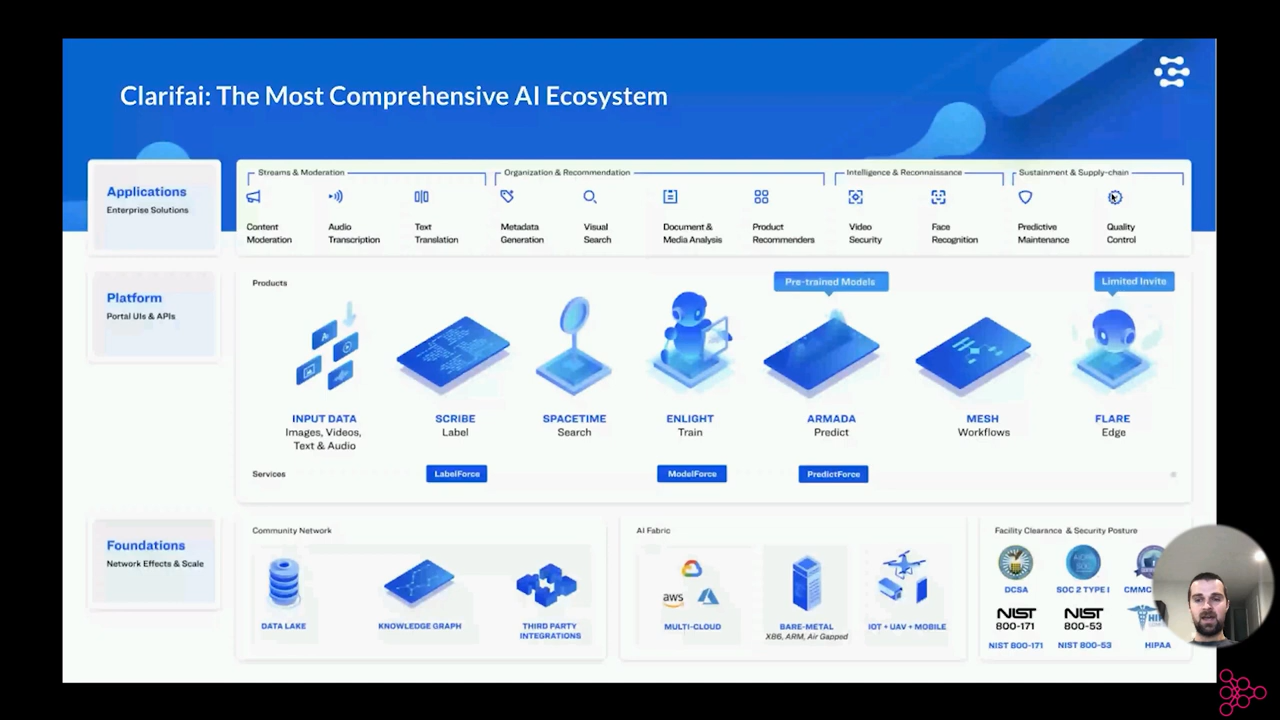 Clarifai: The Most Comprehensive AI Ecosystem
Applications
Enterprise Solutions
Streams & Moderation
Organization & Recommendation
Intelligence & Reconnaissance
Sustainment & Supply-chain
Content
Moderation
Audio
Transcription
Text
Translation
Metadata
Generation
Visual
Search
Document &
Media Analysis
Product
Recommenders
Video
Security
Face
Recognition
Predictive
Maintenance
Quality
Control
Platform
Portal UIs & APIs
Products
Pre-trained Models
Limited Invite
INPUT DATA
Images, Videos,
Text & Audio
SCRIBE
Label
SPACETIME
Search
ENLIGHT
Train
ARMADA
Predict
MESH
Workflows
FLARE
Edge
Services
LabelForce
ModelForce
PredictForce
Foundations
Network Effects & Scale
Community Network
DATA LAKE
KNOWLEDGE GRAPH
THIRD PARTY
INTEGRATIONS
AI Fabric
aws
MULTI-CLOUD
BARE-METAL
X86, ARM, Air Gapped
IOT + UAV + MOBILE
Facility Clearance & Security Posture
DCSA
SOC 2 TYPE I
CMMC
NIST
800-171
NIST
800-53
NIST 800-171
NIST 800-53
HIPAA